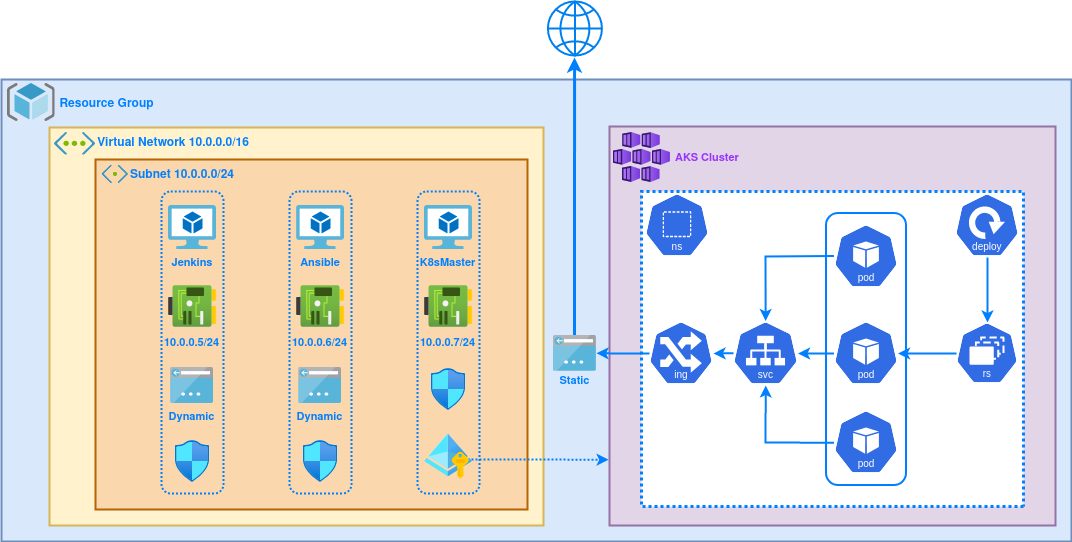 Resource Group
Virtual Network 10.0.0.0/16
Subnet 10.0.0.0/24
Jenkins
10.0.0.5/24
Dynamic
Ansible
10.0.0.6/24
Dynamic
K8sMaster
10.0.0.7/24
Static
AKS Cluster
ns
deploy
pod
ing
svc
pod
rs
pod